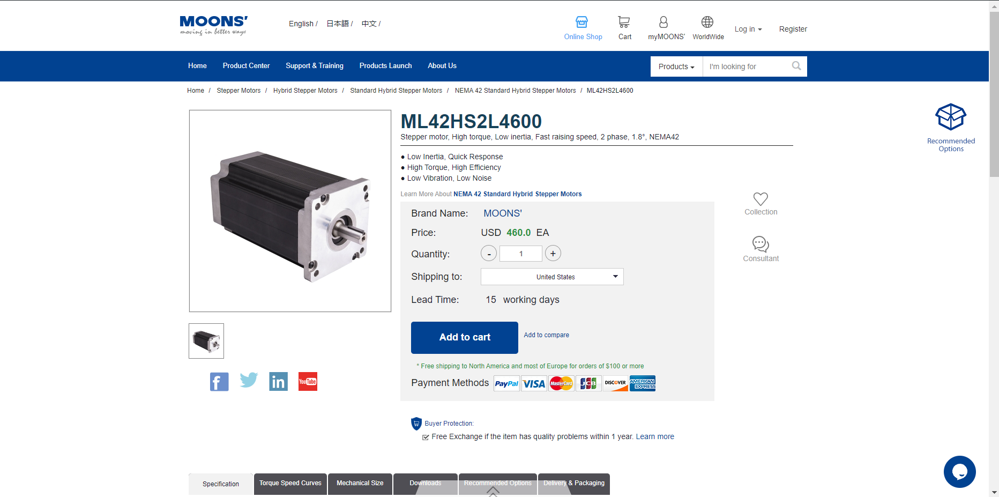 MOONS'
moving in better ways
English /
日本語 /
中文 /
Online Shop
Cart
myMOONS'
WorldWide
Log in
Register
Home
Product Center
Support & Training
Products Launch
About Us
Products
I'm looking for
Home / Stepper Motors / Hybrid Stepper Motors / Standard Hybrid Stepper Motors / NEMA 42 Standard Hybrid Stepper Motors / ML42HS2L4600
ML42HS2L4600
Stepper motor, High torque, Low inertia, Fast raising speed, 2 phase, 1.8°, NEMA42
● Low Inertia, Quick Response
● High Torque, High Efficiency
● Low Vibration, Low Noise
Learn More About NEMA 42 Standard Hybrid Stepper Motors
Brand Name: MOONS'
Price: USD 460.0 EA
Quantity: - 1 +
Shipping to: United States
Lead Time: 15 working days
Add to cart
Add to compare
* Free shipping to North America and most of Europe for orders of $100 or more
Payment Methods
PayPal
VISA
MasterCard
JCB
DISCOVER
AMERICAN EXPRESS
Buyer Protection:
Free Exchange if the item has quality problems within 1 year. Learn more
Recommended
Options
Collection
Consultant
f
in
You Tube
Specification
Torque Speed Curves
Mechanical Size
Downloads
Recommended Options
Delivery & Packaging